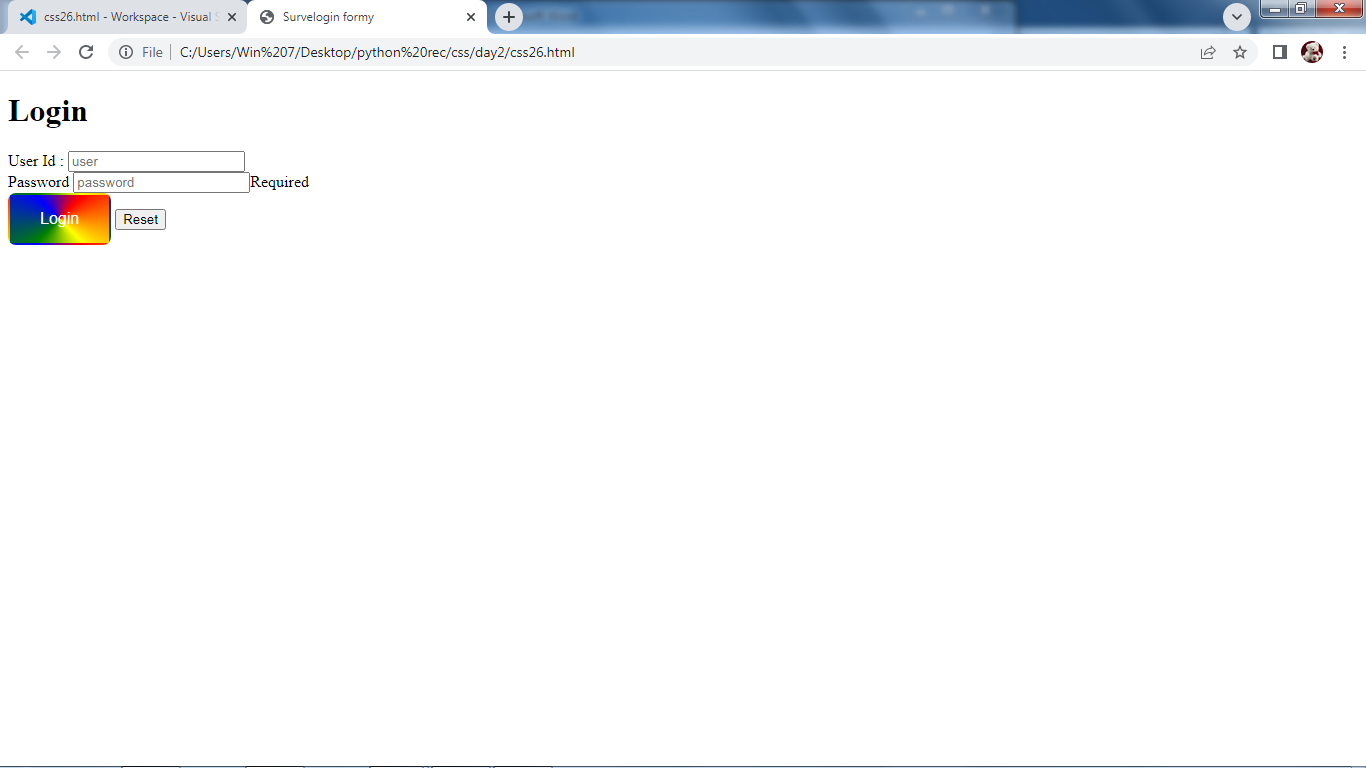 css26.html - Workspace - Visual S
Survelogin formy
File
C:/Users/Win%207/Desktop/python%20rec/css/day2/css26.html
Login
User Id : user
Password password Required
Login Reset